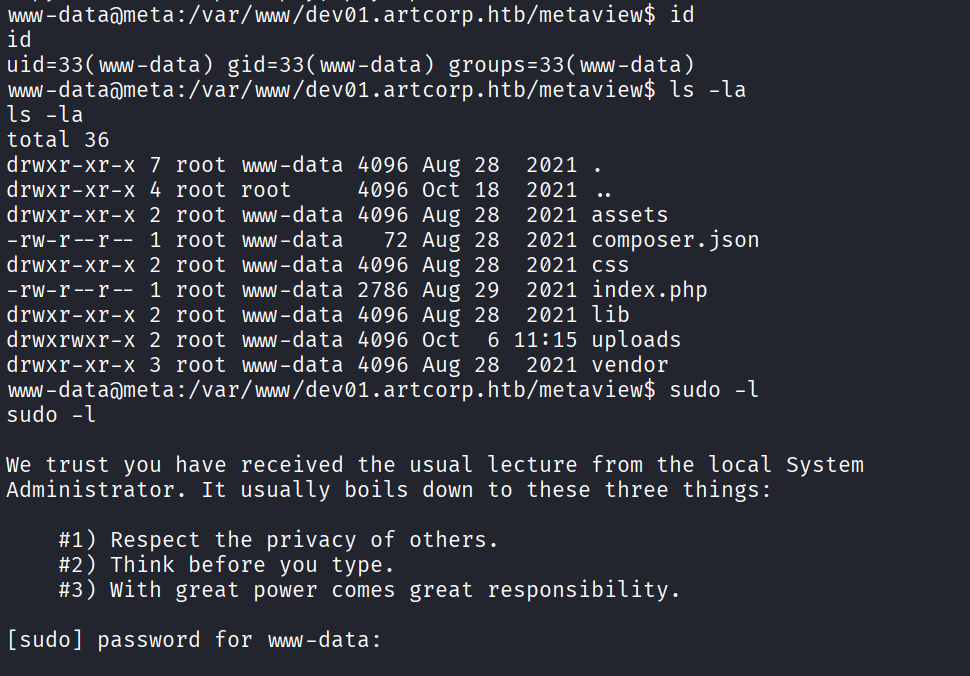 www-data@meta:/var/www/dev01.artcorp.htb/metaview$ id
id
uid=33(www-data) gid=33(www-data) groups=33(www-data)
www-data@meta:/var/www/dev01.artcorp.htb/metaview$ ls -la
ls -la
total 36
drwxr-xr-x 7 root www-data 4096 Aug 28  2021 .
drwxr-xr-x 4 root root     4096 Oct 18  2021 ..
drwxr-xr-x 2 root www-data 4096 Aug 28  2021 assets
-rw-r--r-- 1 root www-data   72 Aug 28  2021 composer.json
drwxr-xr-x 2 root www-data 4096 Aug 28  2021 css
-rw-r--r-- 1 root www-data 2786 Aug 29  2021 index.php
drwxr-xr-x 2 root www-data 4096 Aug 28  2021 lib
drwxrwxr-x 2 root www-data 4096 Oct  6 11:15 uploads
drwxr-xr-x 3 root www-data 4096 Aug 28  2021 vendor
www-data@meta:/var/www/dev01.artcorp.htb/metaview$ sudo -l
sudo -l
We trust you have received the usual lecture from the local System
Administrator. It usually boils down to these three things:
    #1) Respect the privacy of others.
    #2) Think before you type.
    #3) With great power comes great responsibility.
[sudo] password for www-data: